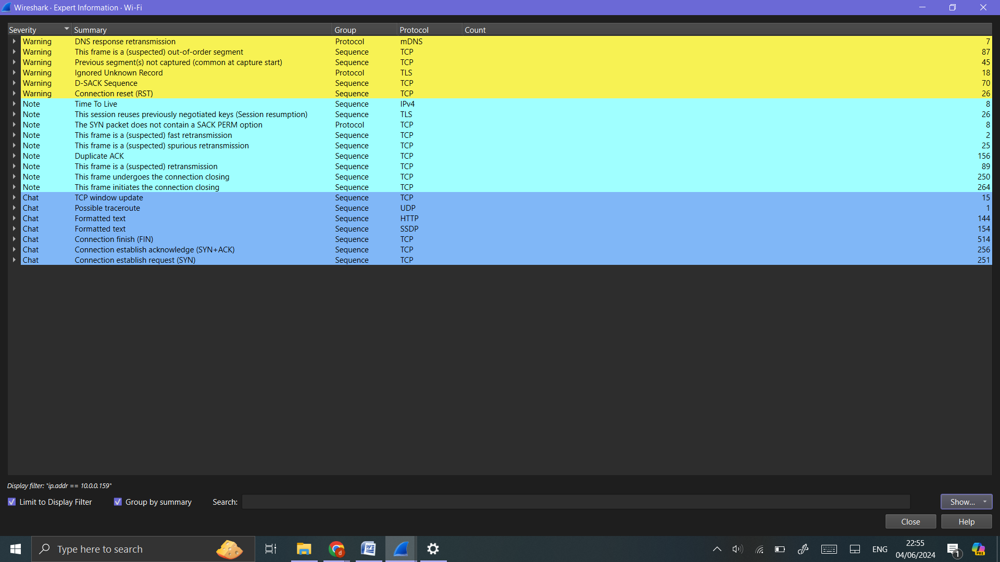 Wireshark · Expert Information · Wi-Fi
Severity Summary Group Protocol Count
Warning DNS response retransmission Protocol mDNS 7
Warning This frame is a (suspected) out-of-order segment Sequence TCP 87
Warning Previous segment(s) not captured (common at capture start) Sequence TCP 45
Warning Ignored Unknown Record Protocol TLS 18
Warning D-SACK Sequence Sequence TCP 70
Warning Connection reset (RST) Sequence TCP 26
Note Time To Live Sequence IPv4 8
Note This session reuses previously negotiated keys (Session resumption) Sequence TLS 26
Note The SYN packet does not contain a SACK PERM option Protocol TCP 8
Note This frame is a (suspected) fast retransmission Sequence TCP 2
Note This frame is a (suspected) spurious retransmission Sequence TCP 25
Note Duplicate ACK Sequence TCP 156
Note This frame is a (suspected) retransmission Sequence TCP 89
Note This frame undergoes the connection closing Sequence TCP 250
Note This frame initiates the connection closing Sequence TCP 264
Chat TCP window update Sequence TCP 15
Chat Possible traceroute Sequence UDP 1
Chat Formatted text Sequence HTTP 144
Chat Formatted text Sequence SSDP 154
Chat Connection finish (FIN) Sequence TCP 514
Chat Connection establish acknowledge (SYN+ACK) Sequence TCP 256
Chat Connection establish request (SYN) Sequence TCP 251
Display filter: "ip.addr == 10.0.0.159"
Limit to Display Filter Group by summary Search: Show...
Close Help
Type here to search d W ENG 22:55 1 PRE
04/06/2024